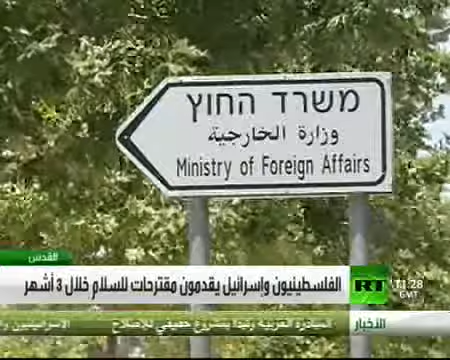 משרד החוץ
وزارة الخارجية
Ministry of Foreign Affairs
القدس
الفلسطينيون وإسرائيل يقدمون مقترحات للسلام خلال 3 أشهر
RT
11:28
GMT
الأخبار